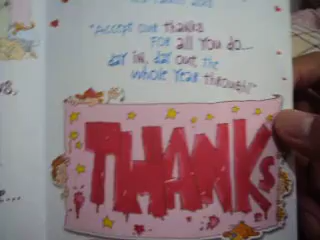 "Accept our thanks
FOR all You do...
day in, day out the
whole Year through!"
THANKS